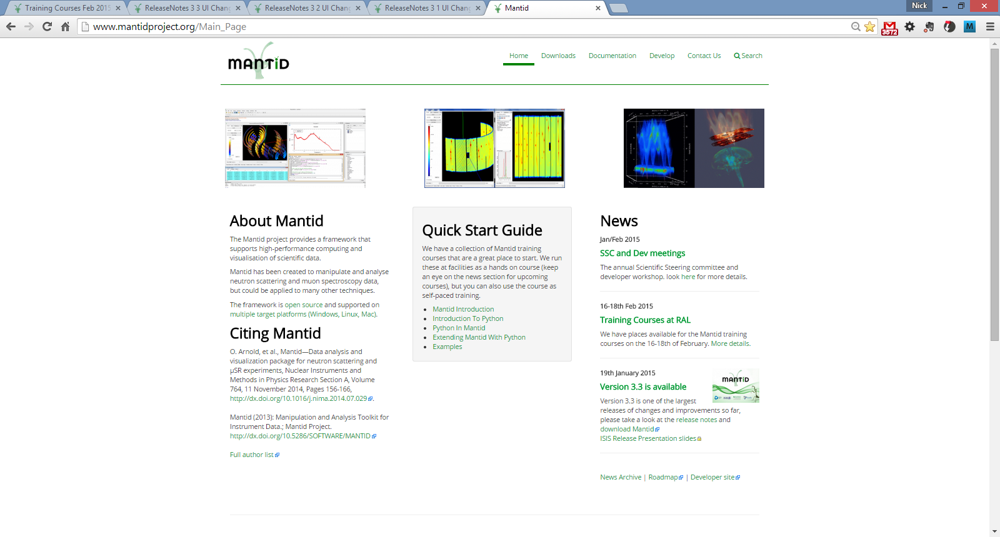 Training Courses Feb 2015
ReleaseNotes 3 3 UI Chang
ReleaseNotes 3 2 UI Chang
ReleaseNotes 3 1 UI Chang
Mantid
Nick
www.mantidproject.org/Main_Page
3572
M
MANTiD
Home
Downloads
Documentation
Develop
Contact Us
Search
About Mantid
The Mantid project provides a framework that
supports high-performance computing and
visualisation of scientific data.
Mantid has been created to manipulate and analyse
neutron scattering and muon spectroscopy data,
but could be applied to many other techniques.
The framework is open source and supported on
multiple target platforms (Windows, Linux, Mac).
Citing Mantid
O. Arnold, et al., Mantid—Data analysis and
visualization package for neutron scattering and
μSR experiments, Nuclear Instruments and
Methods in Physics Research Section A, Volume
764, 11 November 2014, Pages 156-166,
http://dx.doi.org/10.1016/j.nima.2014.07.029.
Mantid (2013): Manipulation and Analysis Toolkit for
Instrument Data.; Mantid Project.
http://dx.doi.org/10.5286/SOFTWARE/MANTID
Full author list
Quick Start Guide
We have a collection of Mantid training
courses that are a great place to start. We run
these at facilities as a hands on course (keep
an eye on the news section for upcoming
courses), but you can also use the course as
self-paced training.
Mantid Introduction
Introduction To Python
Python In Mantid
Extending Mantid With Python
Examples
News
Jan/Feb 2015
SSC and Dev meetings
The annual Scientific Steering committee and
developer workshop. look here for more details.
16-18th Feb 2015
Training Courses at RAL
We have places available for the Mantid training
courses on the 16-18th of February. More details.
19th January 2015
MANTiD
Version 3.3 is available
Version 3.3 is one of the largest
releases of changes and improvements so far,
please take a look at the release notes and
download Mantid
ISIS Release Presentation slides
News Archive | Roadmap | Developer site